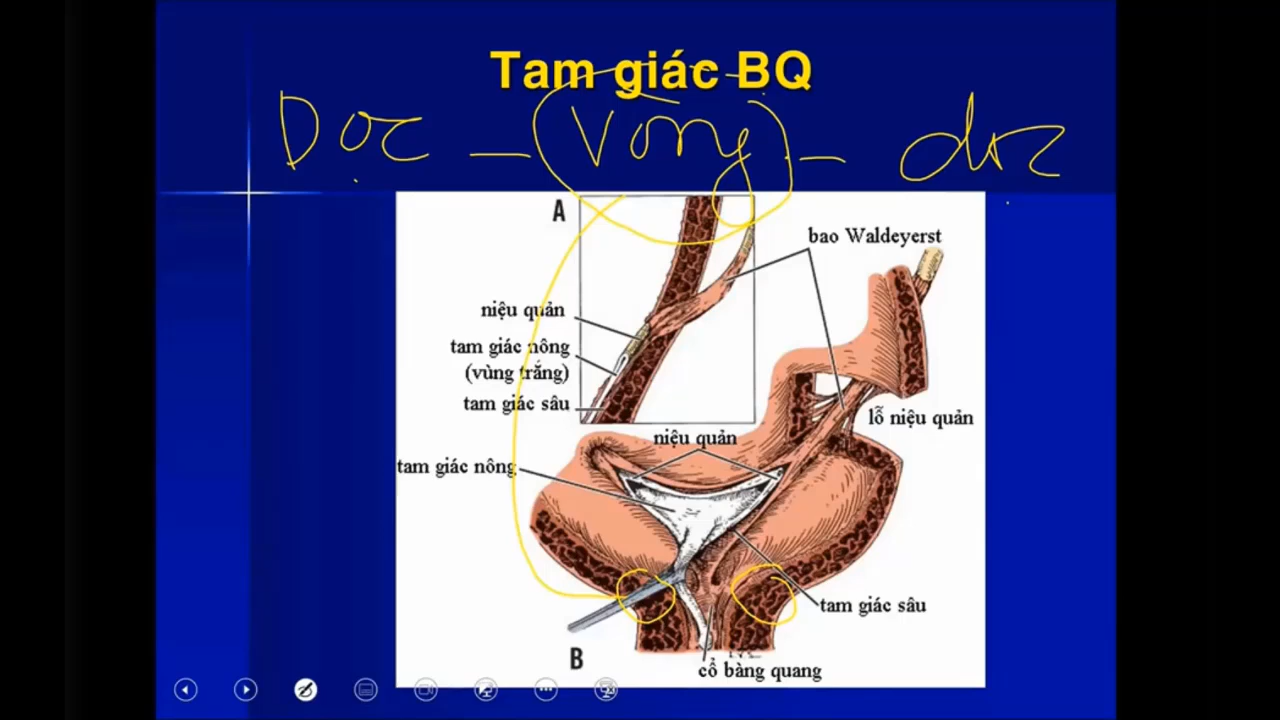 Tam giác BQ
Dọc – (vòng) – dọc
A
bao Waldeyerst
niệu quản
tam giác nông
(vùng trắng)
tam giác sâu
lỗ niệu quản
niệu quản
tam giác nông
tam giác sâu
B
cổ bàng quang